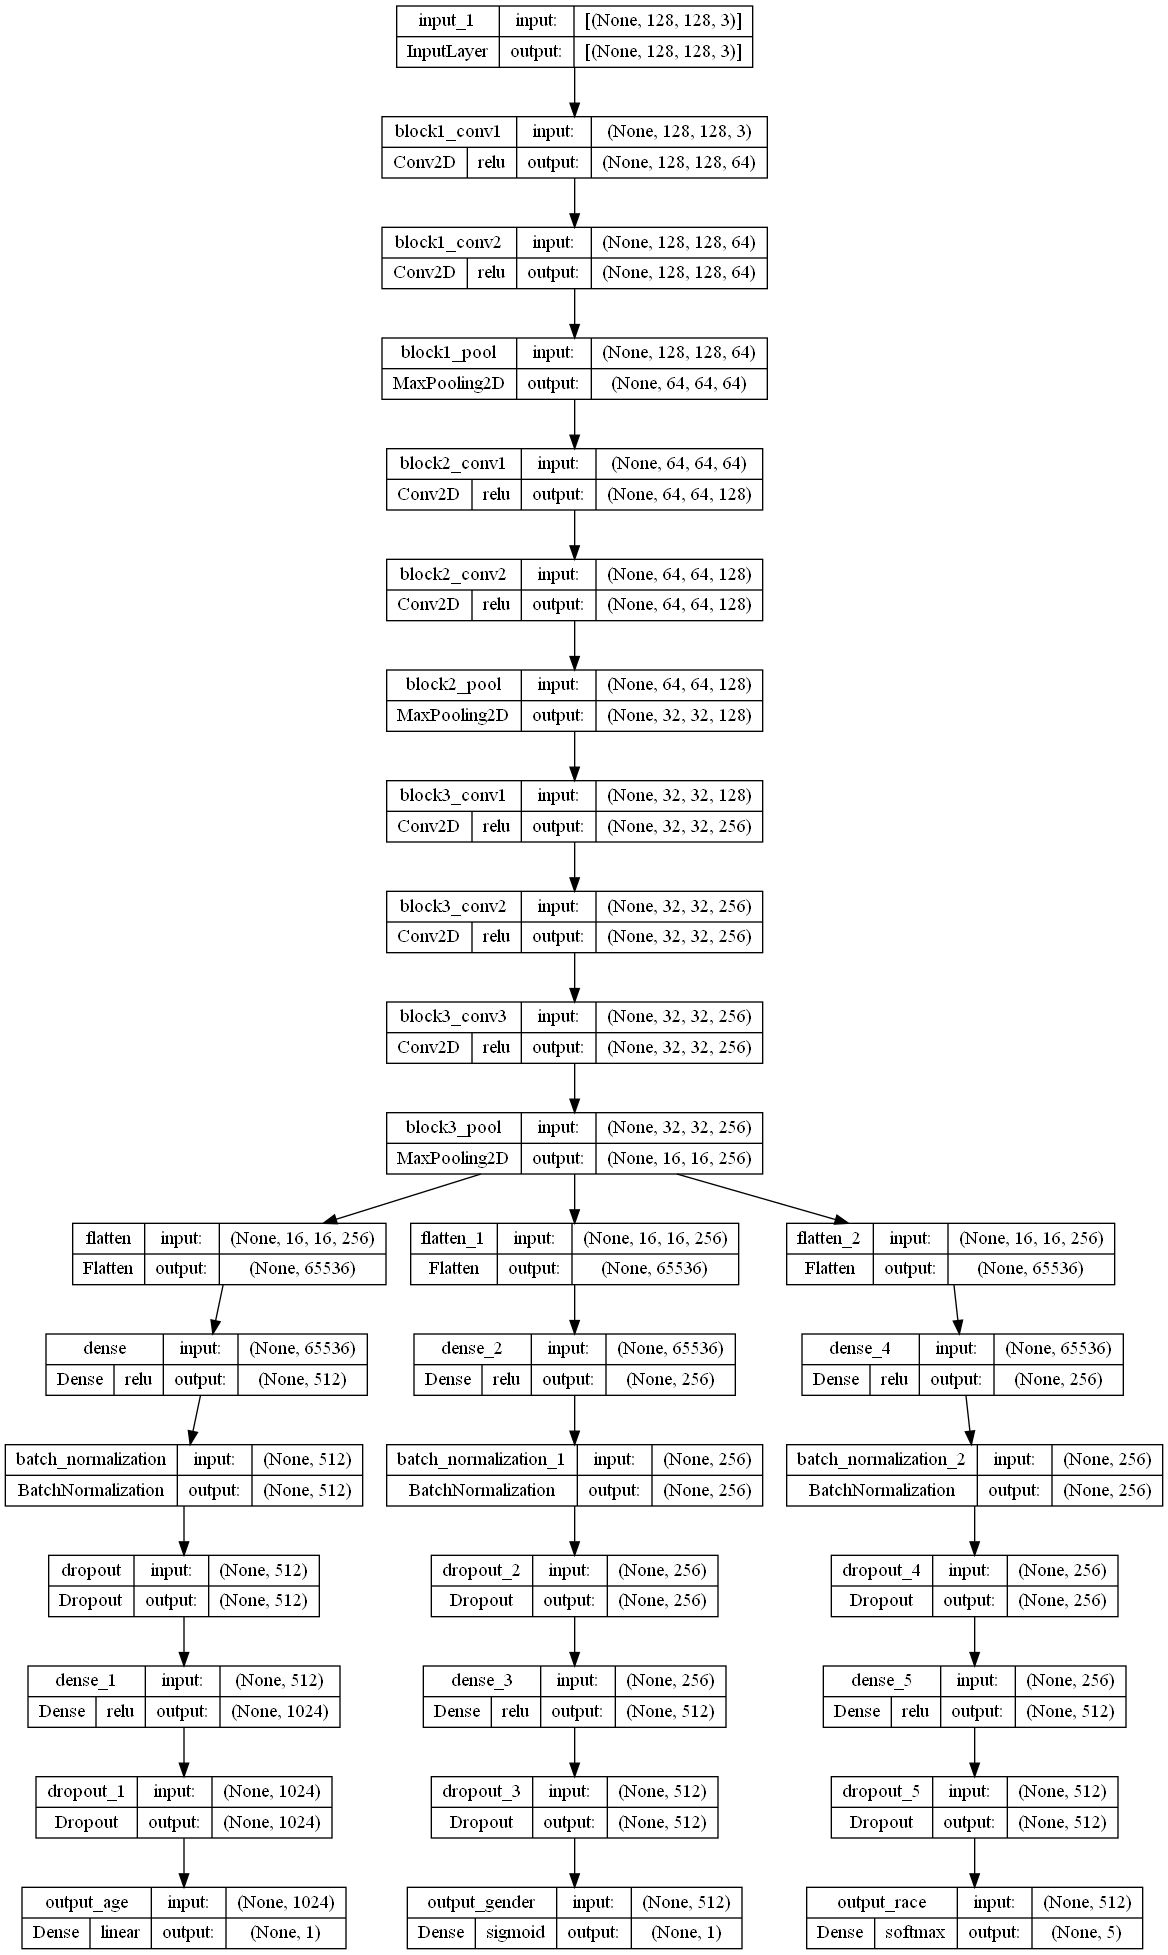 input_1 input: [(None, 128, 128, 3)]
InputLayer output: [(None, 128, 128, 3)]
block1_conv1 input: (None, 128, 128, 3)
Conv2D relu output: (None, 128, 128, 64)
block1_conv2 input: (None, 128, 128, 64)
Conv2D relu output: (None, 128, 128, 64)
block1_pool input: (None, 128, 128, 64)
MaxPooling2D output: (None, 64, 64, 64)
block2_conv1 input: (None, 64, 64, 64)
Conv2D relu output: (None, 64, 64, 128)
block2_conv2 input: (None, 64, 64, 128)
Conv2D relu output: (None, 64, 64, 128)
block2_pool input: (None, 64, 64, 128)
MaxPooling2D output: (None, 32, 32, 128)
block3_conv1 input: (None, 32, 32, 128)
Conv2D relu output: (None, 32, 32, 256)
block3_conv2 input: (None, 32, 32, 256)
Conv2D relu output: (None, 32, 32, 256)
block3_conv3 input: (None, 32, 32, 256)
Conv2D relu output: (None, 32, 32, 256)
block3_pool input: (None, 32, 32, 256)
MaxPooling2D output: (None, 16, 16, 256)
flatten input: (None, 16, 16, 256) flatten_1 input: (None, 16, 16, 256) flatten_2 input: (None, 16, 16, 256)
Flatten output: (None, 65536) Flatten output: (None, 65536) Flatten output: (None, 65536)
dense input: (None, 65536) dense_2 input: (None, 65536) dense_4 input: (None, 65536)
Dense relu output: (None, 512) Dense relu output: (None, 256) Dense relu output: (None, 256)
batch_normalization input: (None, 512) batch_normalization_1 input: (None, 256) batch_normalization_2 input: (None, 256)
BatchNormalization output: (None, 512) BatchNormalization output: (None, 256) BatchNormalization output: (None, 256)
dropout input: (None, 512) dropout_2 input: (None, 256) dropout_4 input: (None, 256)
Dropout output: (None, 512) Dropout output: (None, 256) Dropout output: (None, 256)
dense_1 input: (None, 512) dense_3 input: (None, 256) dense_5 input: (None, 256)
Dense relu output: (None, 1024) Dense relu output: (None, 512) Dense relu output: (None, 512)
dropout_1 input: (None, 1024) dropout_3 input: (None, 512) dropout_5 input: (None, 512)
Dropout output: (None, 1024) Dropout output: (None, 512) Dropout output: (None, 512)
output_age input: (None, 1024) output_gender input: (None, 512) output_race input: (None, 512)
Dense linear output: (None, 1) Dense sigmoid output: (None, 1) Dense softmax output: (None, 5)